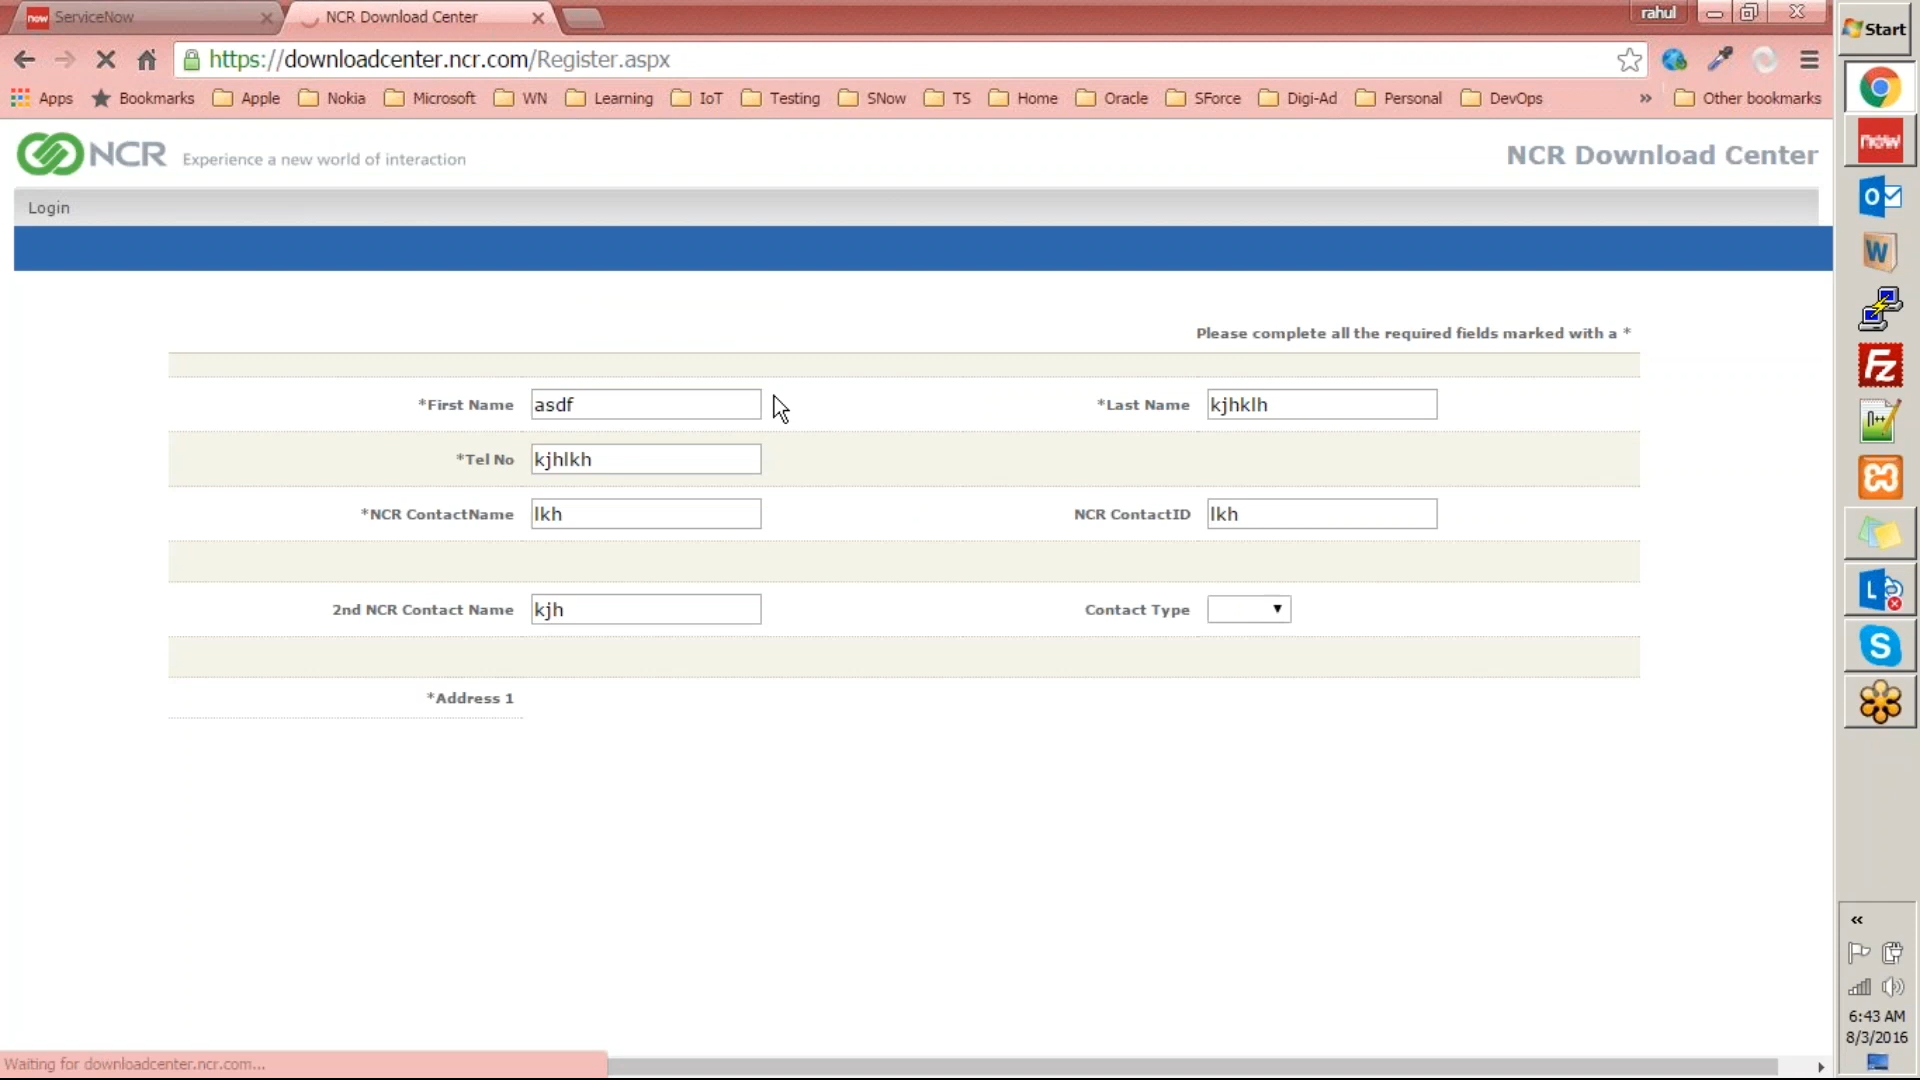 ServiceNow
NCR Download Center
rahul
Start
https://downloadcenter.ncr.com/Register.aspx
Apps Bookmarks Apple Nokia Microsoft WN Learning IoT Testing SNow TS Home Oracle SForce Digi-Ad Personal DevOps » Other bookmarks
NCR Experience a new world of interaction
NCR Download Center
Login
Please complete all the required fields marked with a *
*First Name asdf *Last Name kjhklh
*Tel No kjhlkh
*NCR ContactName lkh NCR ContactID lkh
2nd NCR Contact Name kjh Contact Type
*Address 1
Waiting for downloadcenter.ncr.com...
6:43 AM
8/3/2016